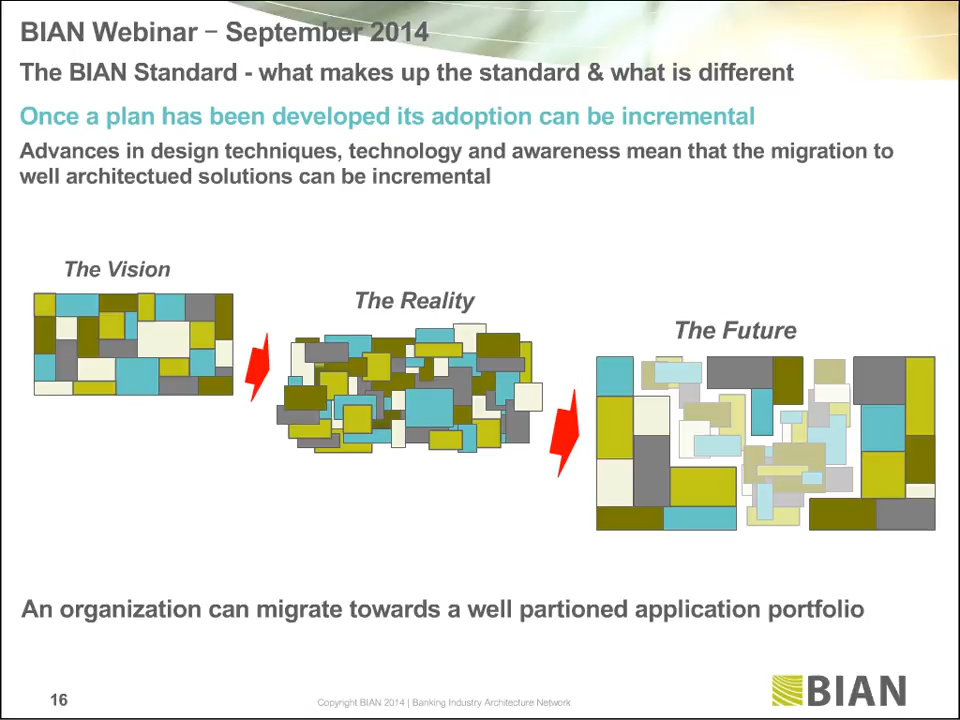 BIAN Webinar – September 2014
The BIAN Standard - what makes up the standard & what is different
Once a plan has been developed its adoption can be incremental
Advances in design techniques, technology and awareness mean that the migration to
well architectued solutions can be incremental
The Vision
The Reality
The Future
An organization can migrate towards a well partioned application portfolio
16
Copyright BIAN 2014 | Banking Industry Architecture Network
BIAN